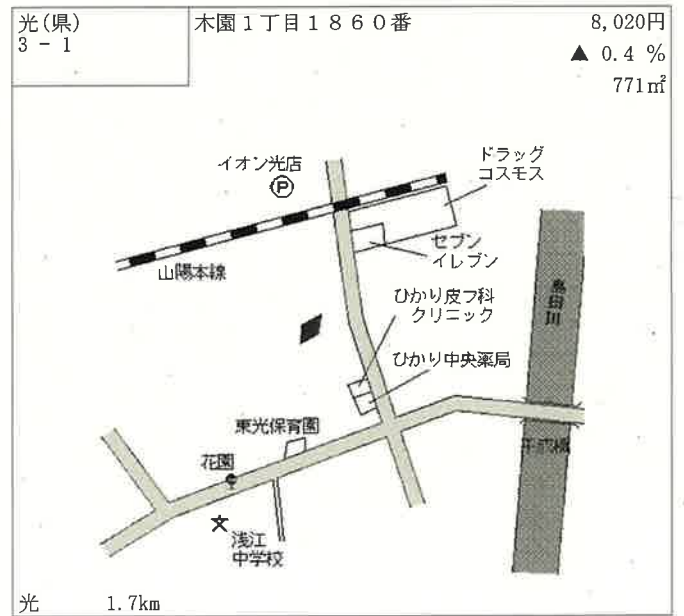 光(県)
3 - 1
木園1丁目1860番
8,020円
▲ 0.4 %
771㎡
イオン光店
P
ドラッグ
コスモス
セブン
イレブン
山陽本線
島田川
ひかり皮フ科
クリニック
ひかり中央薬局
東光保育園
平成橋
花園
浅江
中学校
光 1.7km